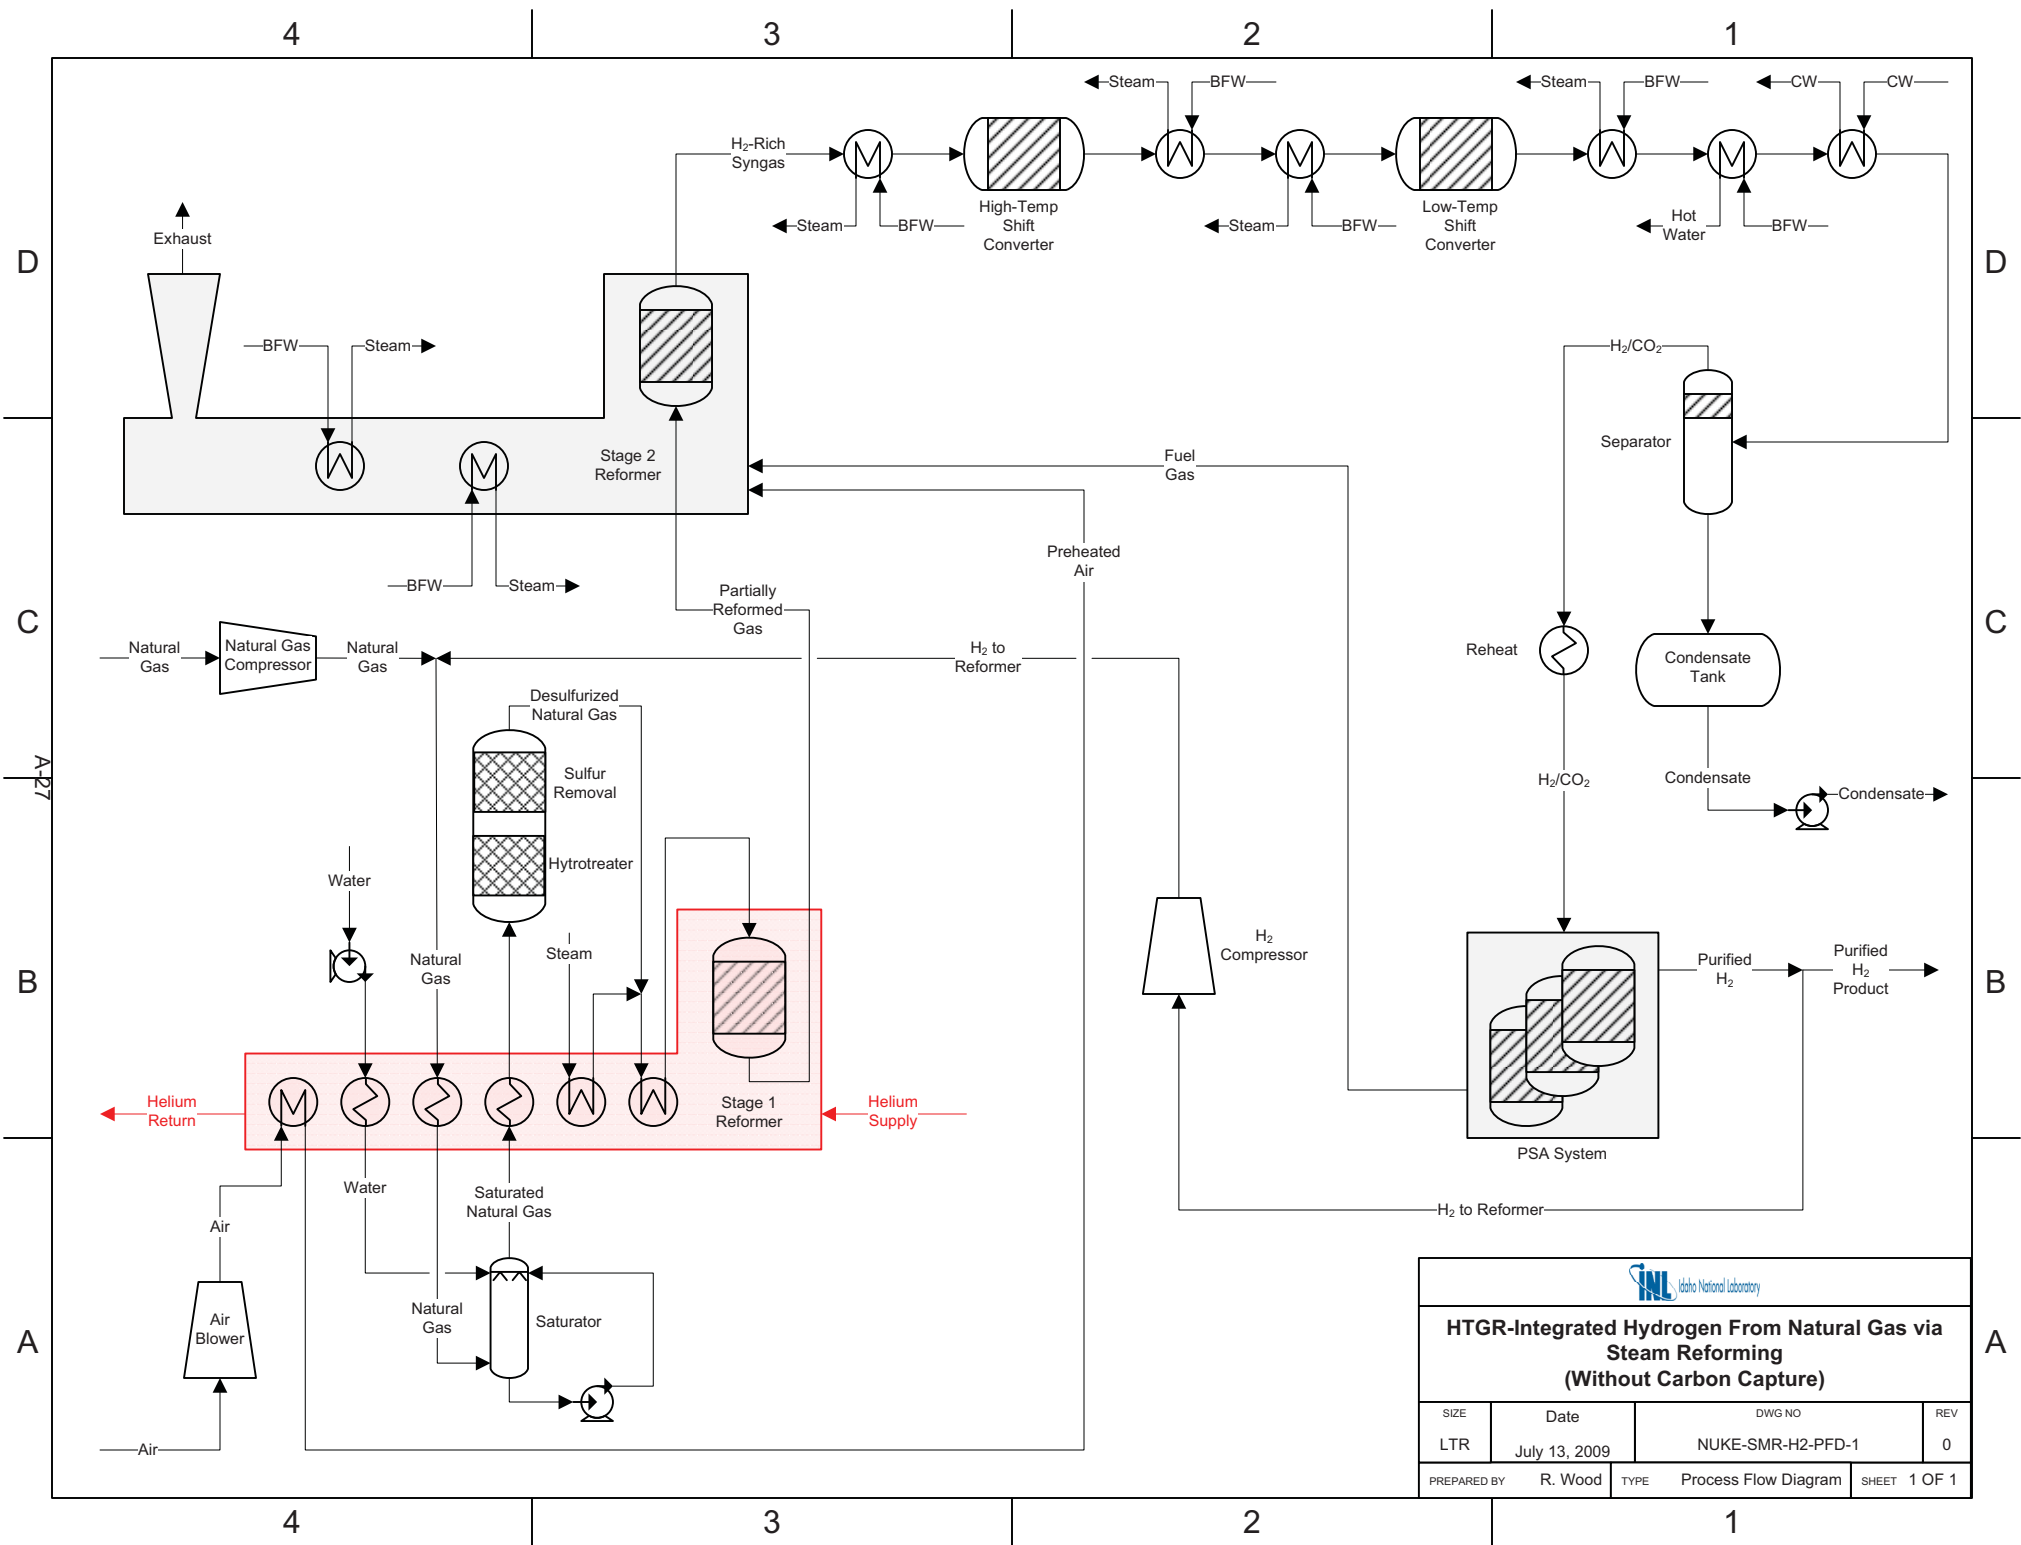 4
3
2
1
Steam
BFW
Steam
BFW
CW
CW
H₂-Rich
Syngas
Steam
BFW
High-Temp
Shift
Converter
Steam
BFW
Low-Temp
Shift
Converter
Hot
Water
BFW
Exhaust
D
D
BFW
Steam
H₂/CO₂
Stage 2
Reformer
Fuel
Gas
Separator
Preheated
Air
BFW
Steam
Partially
Reformed
Gas
C
C
Natural
Gas
Natural Gas
Compressor
Natural
Gas
H₂ to
Reformer
Reheat
Condensate
Tank
Desulfurized
Natural Gas
A-27
Sulfur
Removal
H₂/CO₂
Condensate
Condensate
Hytrotreater
Water
Natural
Gas
Steam
H₂
Compressor
Purified
H₂
Purified
H₂
Product
B
B
Helium
Return
Stage 1
Reformer
Helium
Supply
PSA System
Water
Saturated
Natural Gas
Air
H₂ to Reformer
Natural
Gas
Saturator
Air
Blower
A
A
Air
INL Idaho National Laboratory
HTGR-Integrated Hydrogen From Natural Gas via
Steam Reforming
(Without Carbon Capture)
SIZE
LTR
Date
July 13, 2009
DWG NO
NUKE-SMR-H2-PFD-1
REV
0
PREPARED BY R. Wood
TYPE Process Flow Diagram
SHEET 1 OF 1
4
3
2
1